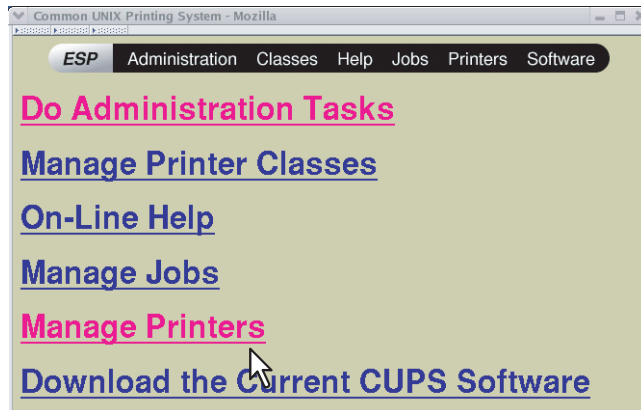 Common UNIX Printing System - Mozilla
ESP Administration Classes Help Jobs Printers Software
Do Administration Tasks
Manage Printer Classes
On-Line Help
Manage Jobs
Manage Printers
Download the Current CUPS Software